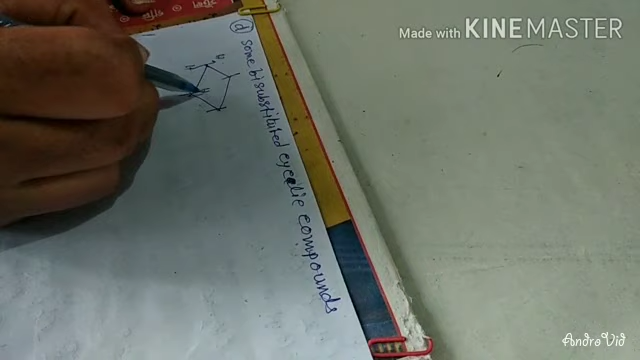 Made with KINEMASTER
(d) Some bisubstituted cyclic compounds
H
H
H
AndroVid